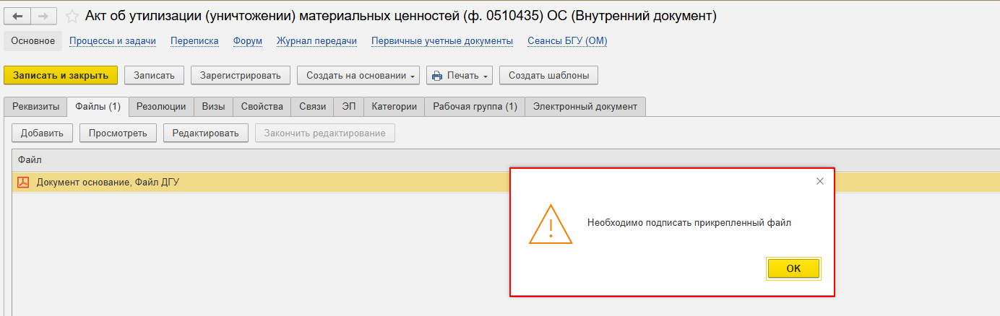 Акт об утилизации (уничтожении) материальных ценностей (ф. 0510435) ОС (Внутренний документ)
Основное Процессы и задачи Переписка Форум Журнал передачи Первичные учетные документы Сеансы БГУ (ОМ)
Записать и закрыть Записать Зарегистрировать Создать на основании Печать Создать шаблоны
Реквизиты Файлы (1) Резолюции Визы Свойства Связи ЭП Категории Рабочая группа (1) Электронный документ
Добавить Просмотреть Редактировать Закончить редактирование
Файл
Документ основание, Файл ДГУ
Необходимо подписать прикрепленный файл
ОК